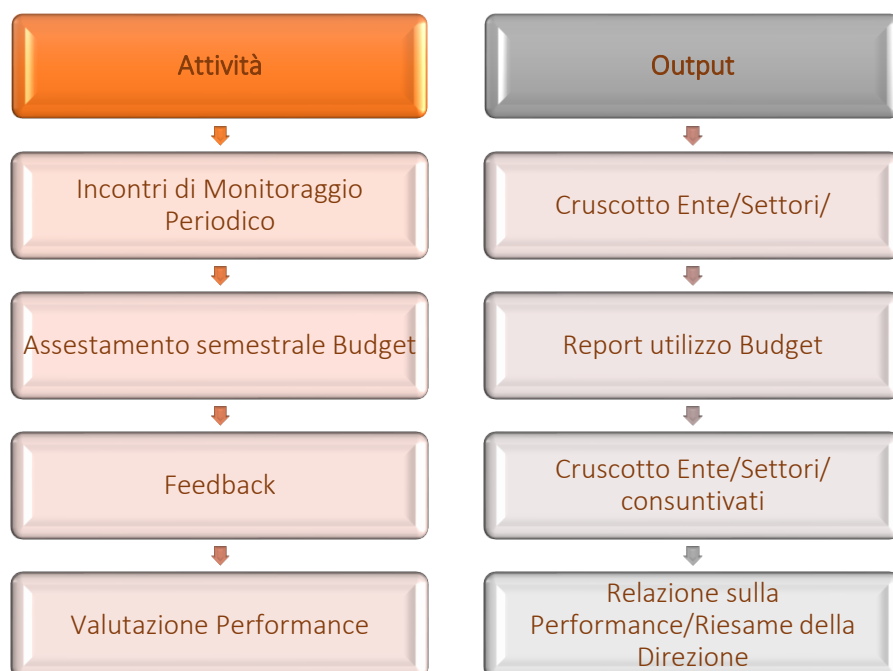 Attività
Incontri di Monitoraggio
Periodico
Assestamento semestrale Budget
Feedback
Valutazione Performance
Output
Cruscotto Ente/Settori/
Report utilizzo Budget
Cruscotto Ente/Settori/
consuntivati
Relazione sulla
Performance/Riesame della
Direzione